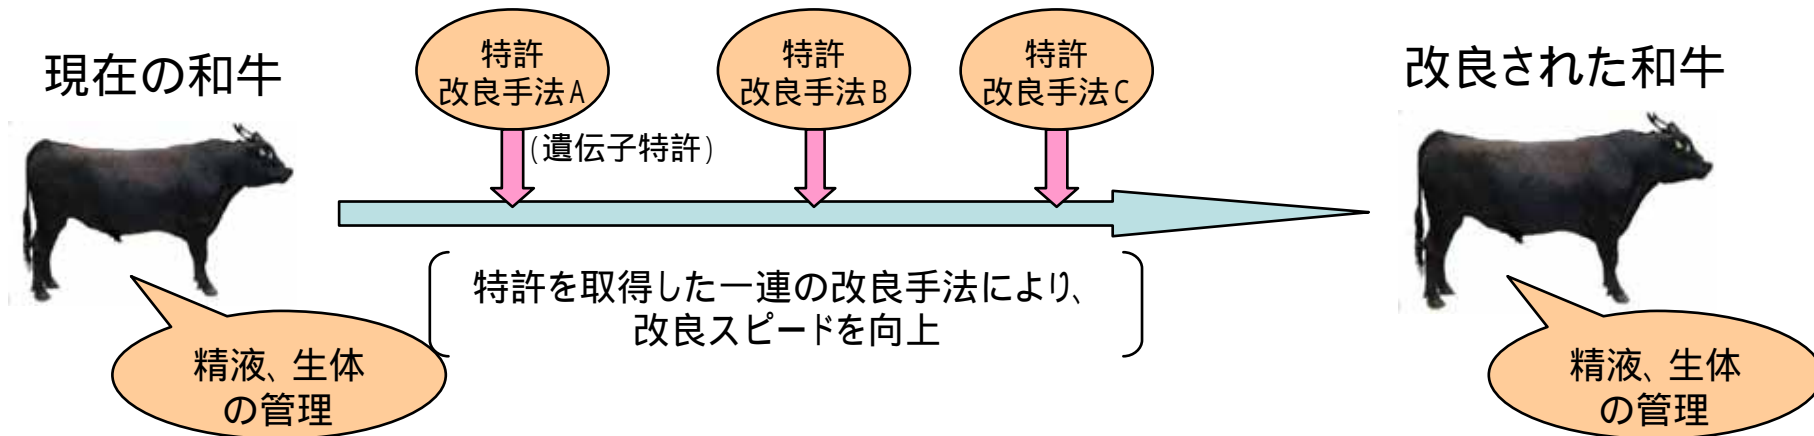 現在の和牛
特許
改良手法A
(遺伝子特許)
特許
改良手法B
特許
改良手法C
改良された和牛
特許を取得した一連の改良手法により、
改良スピードを向上
精液、生体
の管理
精液、生体
の管理